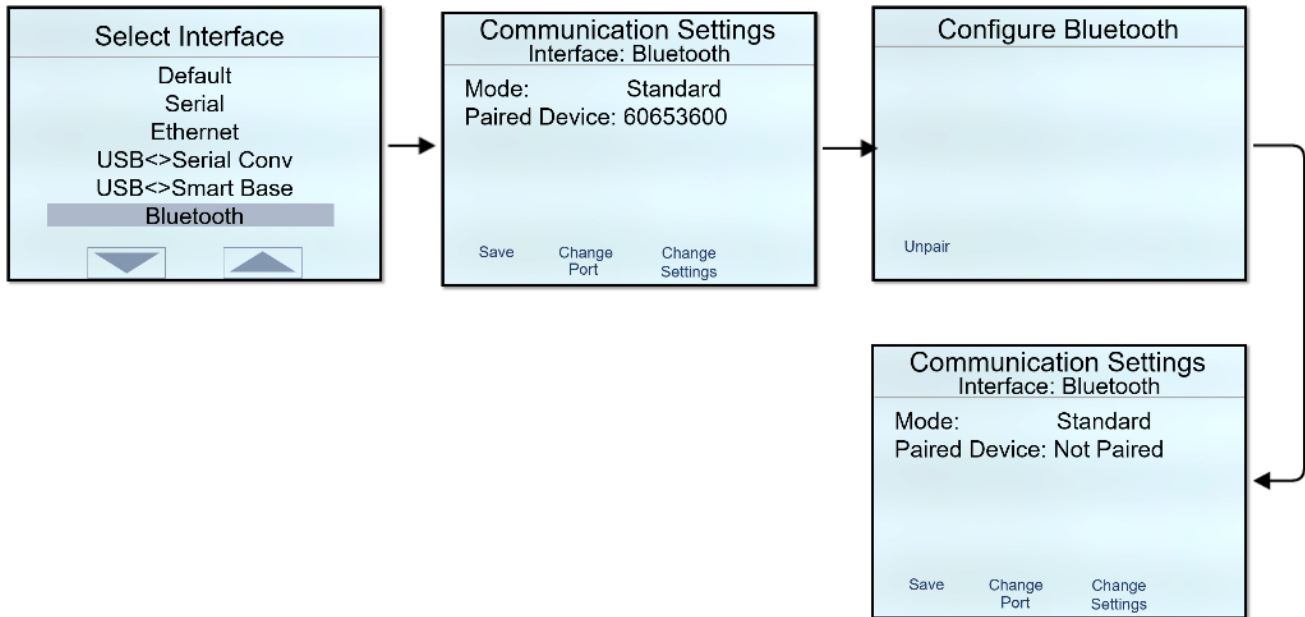 Select Interface
Default
Serial
Ethernet
USB<>Serial Conv
USB<>Smart Base
Bluetooth
Communication Settings
Interface: Bluetooth
Mode: Standard
Paired Device: 60653600
Save Change Port Change Settings
Configure Bluetooth
Unpair
Communication Settings
Interface: Bluetooth
Mode: Standard
Paired Device: Not Paired
Save Change Port Change Settings